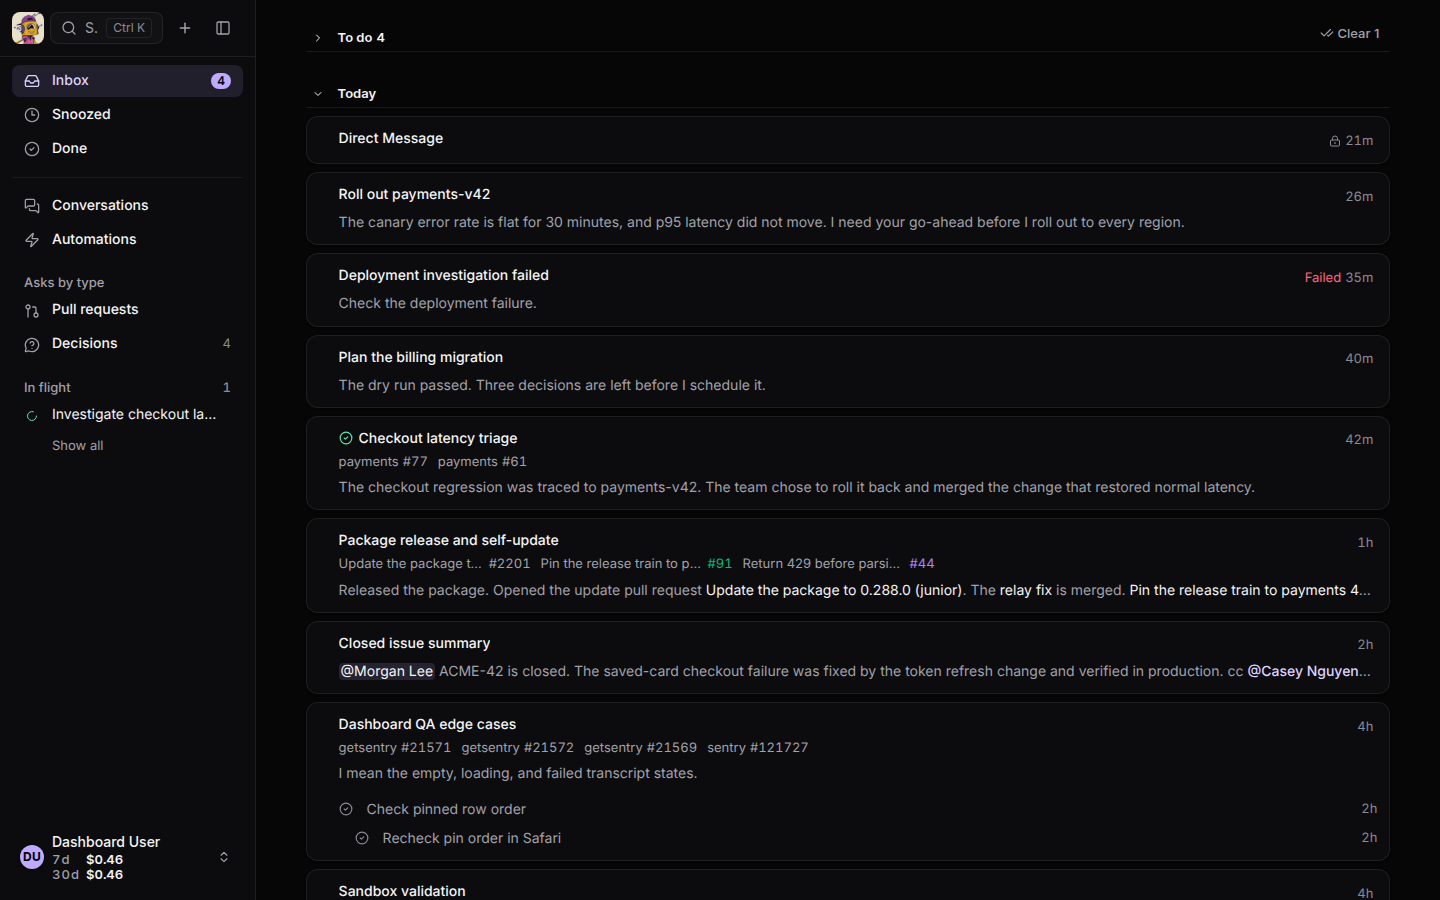 S. Ctrl K
Inbox 4
Snoozed
Done
Conversations
Automations
Asks by type
Pull requests
Decisions 4
In flight 1
Investigate checkout la...
Show all
DU Dashboard User
7d $0.46
30d $0.46
To do 4 Clear 1
Today
Direct Message 21m
Roll out payments-v42 26m
The canary error rate is flat for 30 minutes, and p95 latency did not move. I need your go-ahead before I roll out to every region.
Deployment investigation failed Failed 35m
Check the deployment failure.
Plan the billing migration 40m
The dry run passed. Three decisions are left before I schedule it.
Checkout latency triage 42m
payments #77 payments #61
The checkout regression was traced to payments-v42. The team chose to roll it back and merged the change that restored normal latency.
Package release and self-update 1h
Update the package t... #2201 Pin the release train to p... #91 Return 429 before parsi... #44
Released the package. Opened the update pull request Update the package to 0.288.0 (junior). The relay fix is merged. Pin the release train to payments 4...
Closed issue summary 2h
@Morgan Lee ACME-42 is closed. The saved-card checkout failure was fixed by the token refresh change and verified in production. cc @Casey Nguyen...
Dashboard QA edge cases 4h
getsentry #21571 getsentry #21572 getsentry #21569 sentry #121727
I mean the empty, loading, and failed transcript states.
Check pinned row order 2h
Recheck pin order in Safari 2h
Sandbox validation 4h